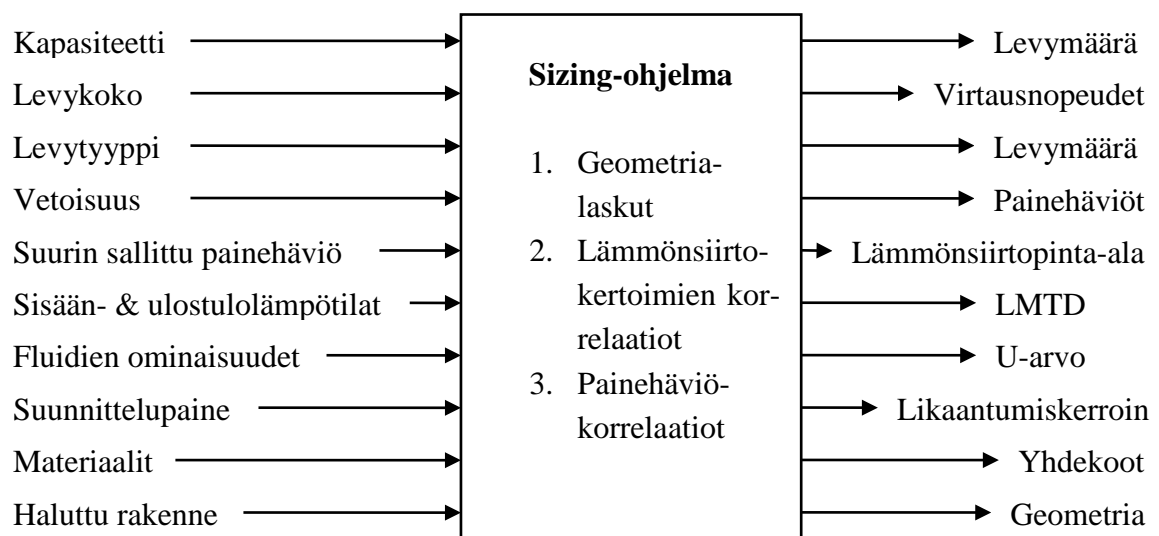 Kapasiteetti
Levykoko
Levytyyppi
Vetoisuus
Suurin sallittu painehäviö
Sisään- & ulostulolämpötilat
Fluidien ominaisuudet
Suunnittelupaine
Materiaalit
Haluttu rakenne
Sizing-ohjelma
1. Geometria-
laskut
2. Lämmönsiirto-
kertoimien kor-
relaatiot
3. Painehäviö-
korrelaatiot
Levymäärä
Virtausnopeudet
Levymäärä
Painehäviöt
Lämmönsiirtopinta-ala
LMTD
U-arvo
Likaantumiskerroin
Yhdekoot
Geometria